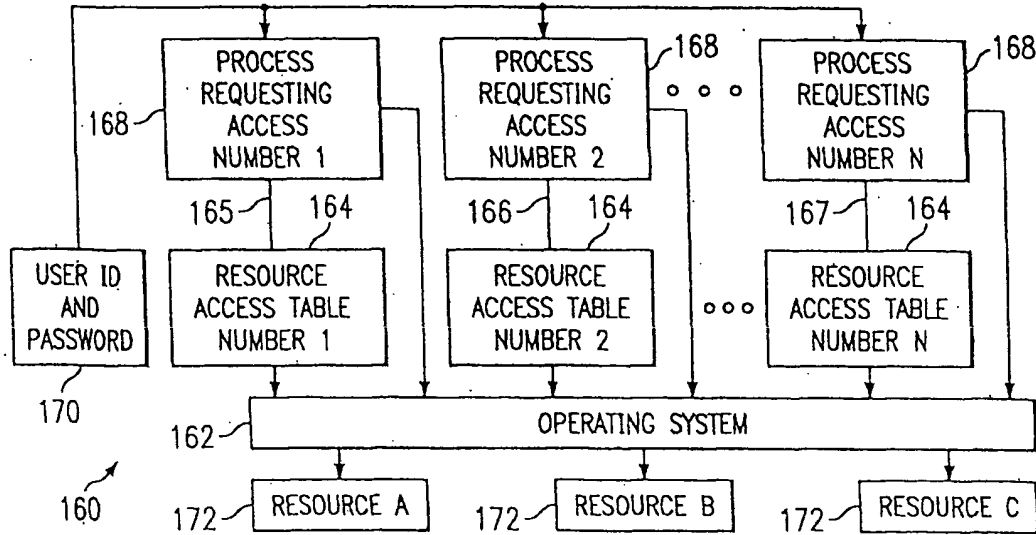 PROCESS
REQUESTING
ACCESS
NUMBER 1
168
PROCESS
REQUESTING
ACCESS
NUMBER 2
168
PROCESS
REQUESTING
ACCESS
NUMBER N
168
165
164
166
164
167
164
USER ID
AND
PASSWORD
170
RESOURCE
ACCESS TABLE
NUMBER 1
RESOURCE
ACCESS TABLE
NUMBER 2
RESOURCE
ACCESS TABLE
NUMBER N
162
OPERATING SYSTEM
160
172
RESOURCE A
172
RESOURCE B
172
RESOURCE C